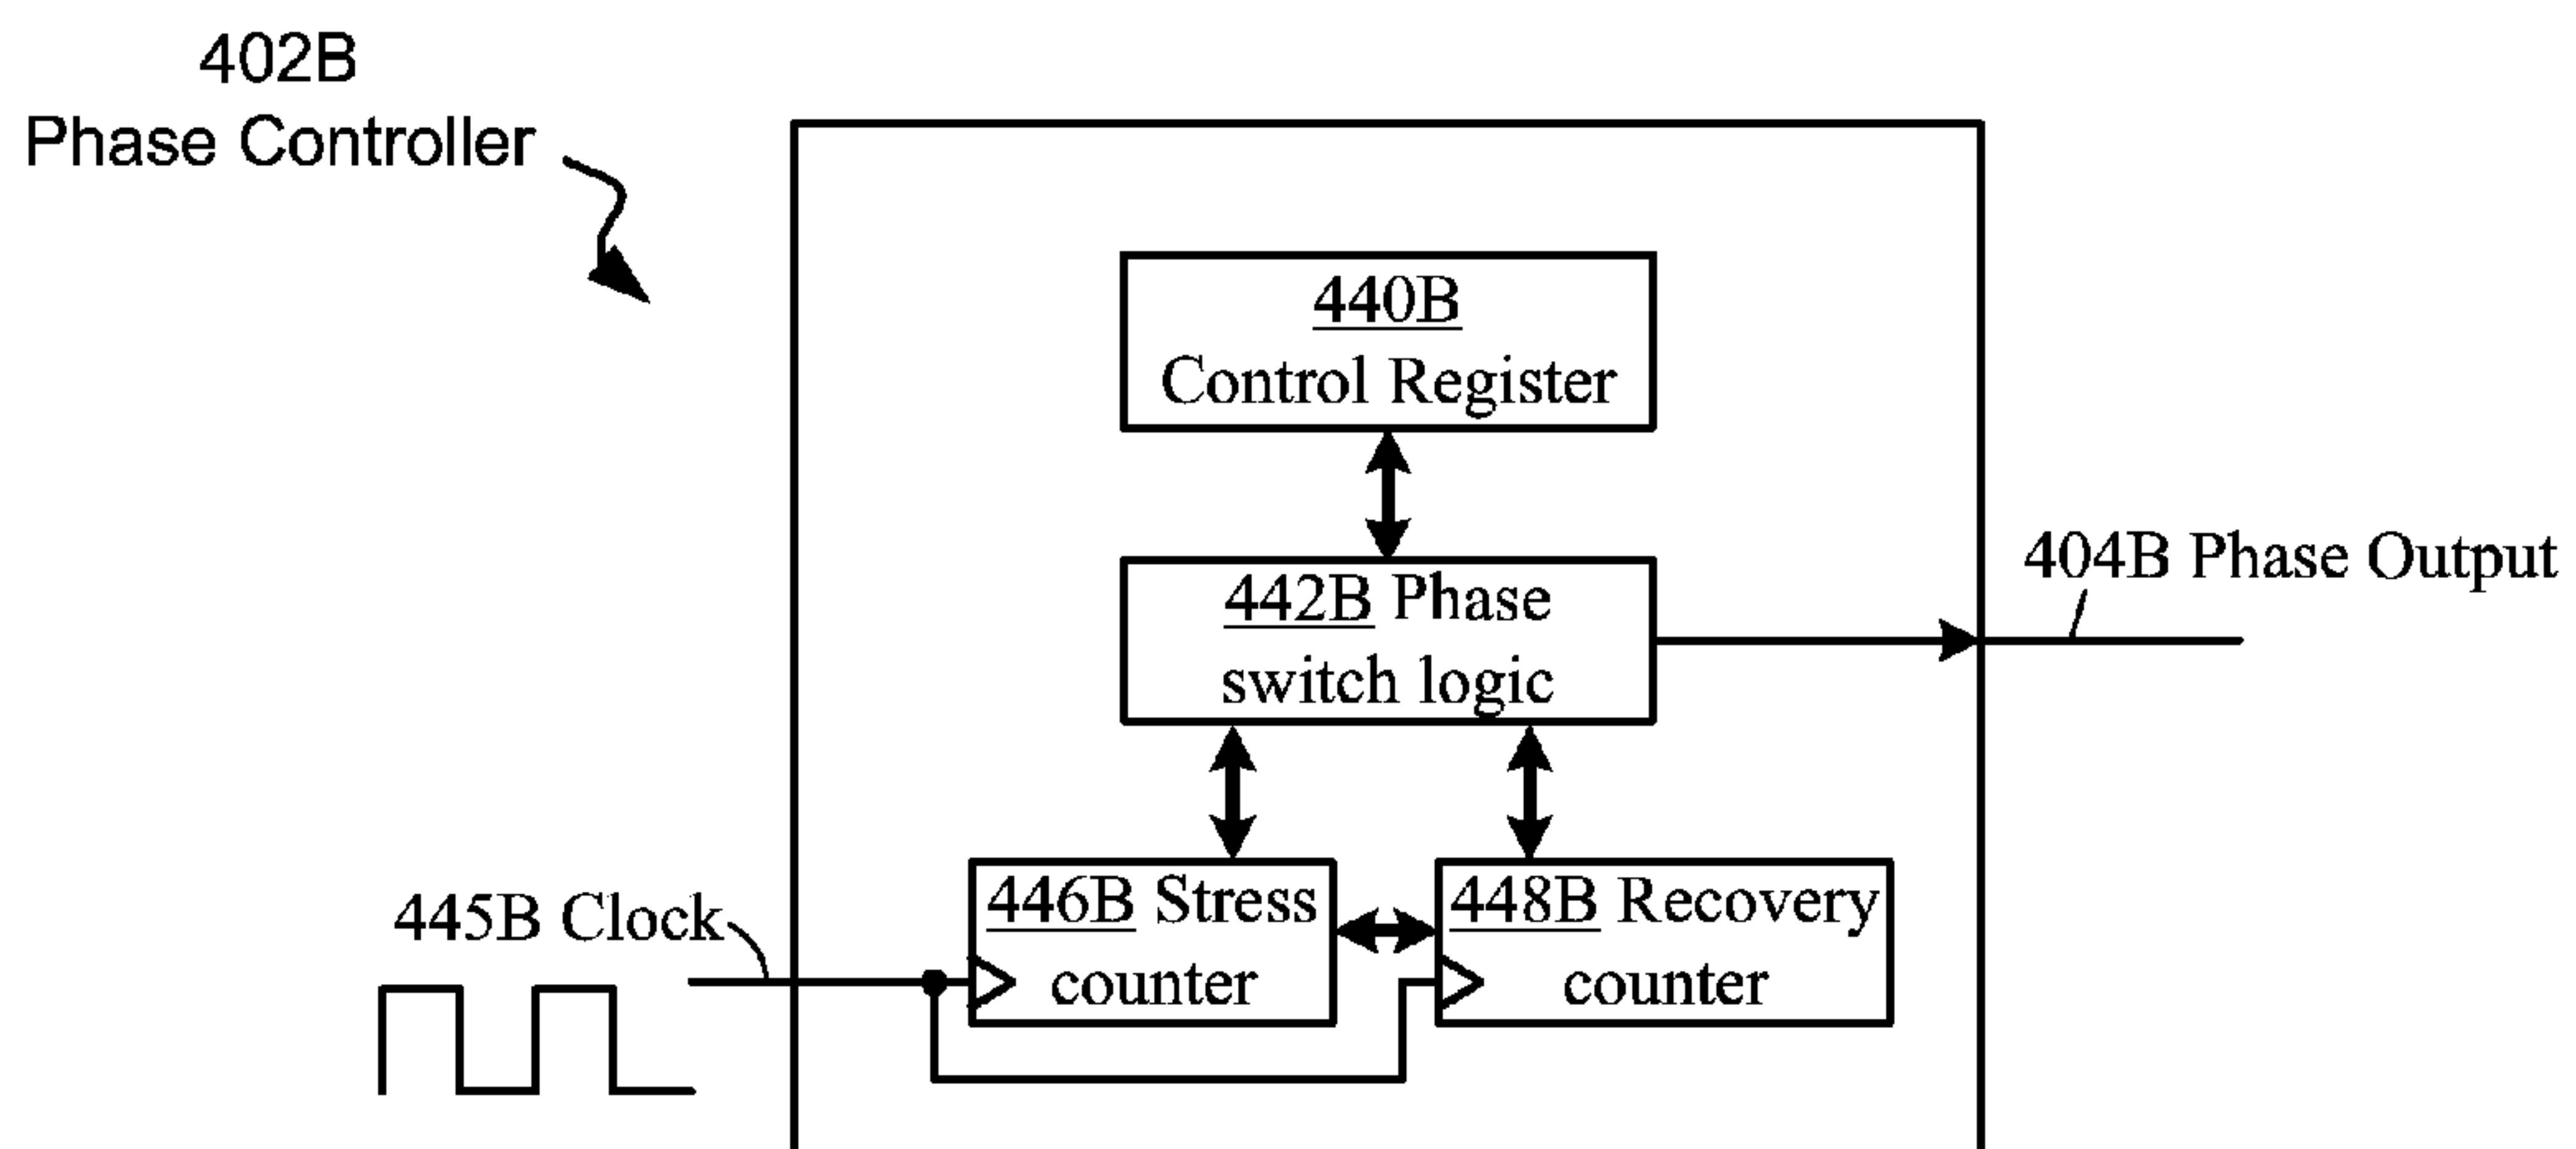 402B
Phase Controller
440B
Control Register
442B Phase
switch logic
404B Phase Output
445B Clock
446B Stress
counter
448B Recovery
counter